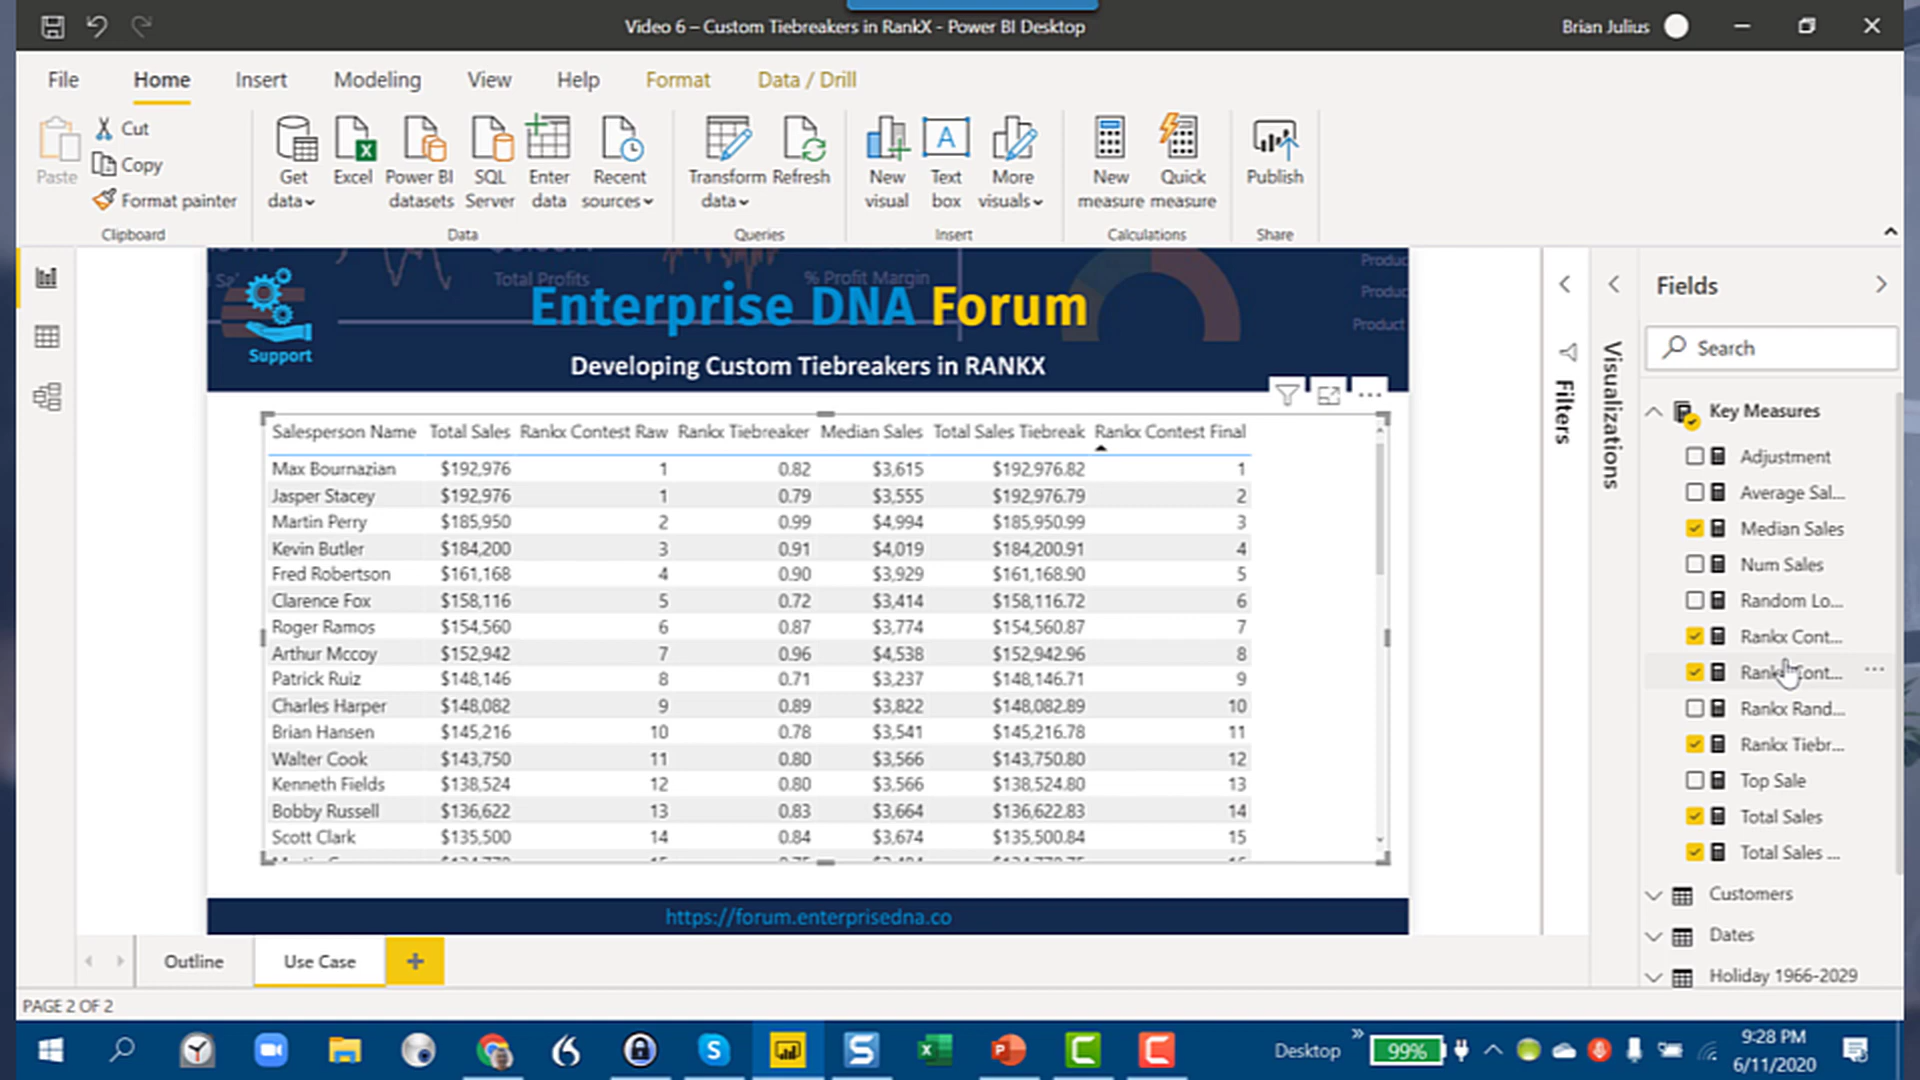 Video 6 – Custom Tiebreakers in RankX - Power BI Desktop
Brian Julius
File Home Insert Modeling View Help Format Data / Drill
Paste
Cut
Copy
Format painter
Clipboard
Get data
Excel
Power BI datasets
SQL Server
Enter data
Recent sources
Data
Transform data
Refresh
Queries
New visual
Text box
More visuals
Insert
New measure
Quick measure
Calculations
Publish
Share
Total Profits
% Profit Margin
Produc
Produc
Product
Support
Enterprise DNA Forum
Developing Custom Tiebreakers in RANKX
Salesperson Name Total Sales Rankx Contest Raw Rankx Tiebreaker Median Sales Total Sales Tiebreak Rankx Contest Final
Max Bournazian $192,976 1 0.82 $3,615 $192,976.82 1
Jasper Stacey $192,976 1 0.79 $3,555 $192,976.79 2
Martin Perry $185,950 2 0.99 $4,994 $185,950.99 3
Kevin Butler $184,200 3 0.91 $4,019 $184,200.91 4
Fred Robertson $161,168 4 0.90 $3,929 $161,168.90 5
Clarence Fox $158,116 5 0.72 $3,414 $158,116.72 6
Roger Ramos $154,560 6 0.87 $3,774 $154,560.87 7
Arthur Mccoy $152,942 7 0.96 $4,538 $152,942.96 8
Patrick Ruiz $148,146 8 0.71 $3,237 $148,146.71 9
Charles Harper $148,082 9 0.89 $3,822 $148,082.89 10
Brian Hansen $145,216 10 0.78 $3,541 $145,216.78 11
Walter Cook $143,750 11 0.80 $3,566 $143,750.80 12
Kenneth Fields $138,524 12 0.80 $3,566 $138,524.80 13
Bobby Russell $136,622 13 0.83 $3,664 $136,622.83 14
Scott Clark $135,500 14 0.84 $3,674 $135,500.84 15
https://forum.enterprisedna.co
Filters
Visualizations
Fields
Search
Key Measures
Adjustment
Average Sal...
Median Sales
Num Sales
Random Lo...
Rankx Cont...
Rankx Cont...
Rankx Rand...
Rankx Tiebr...
Top Sale
Total Sales
Total Sales ...
Customers
Dates
Holiday 1966-2029
Outline
Use Case
PAGE 2 OF 2
Desktop
99%
9:28 PM
6/11/2020